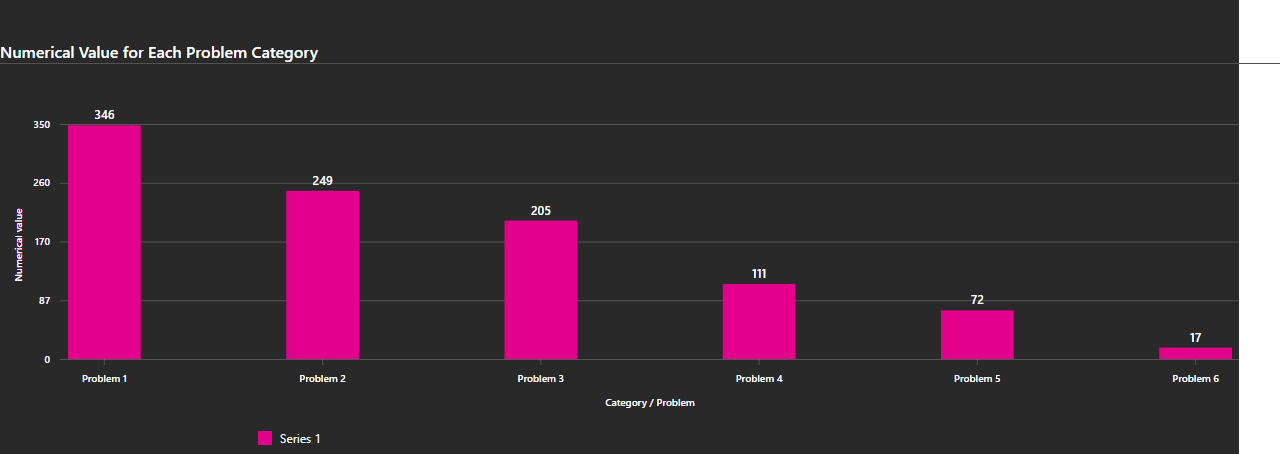 Numerical Value for Each Problem Category
346
350
249
260
205
170
Numerical value
111
87
72
17
0
Problem 1
Problem 2
Problem 3
Problem 4
Problem 5
Problem 6
Category / Problem
Series 1